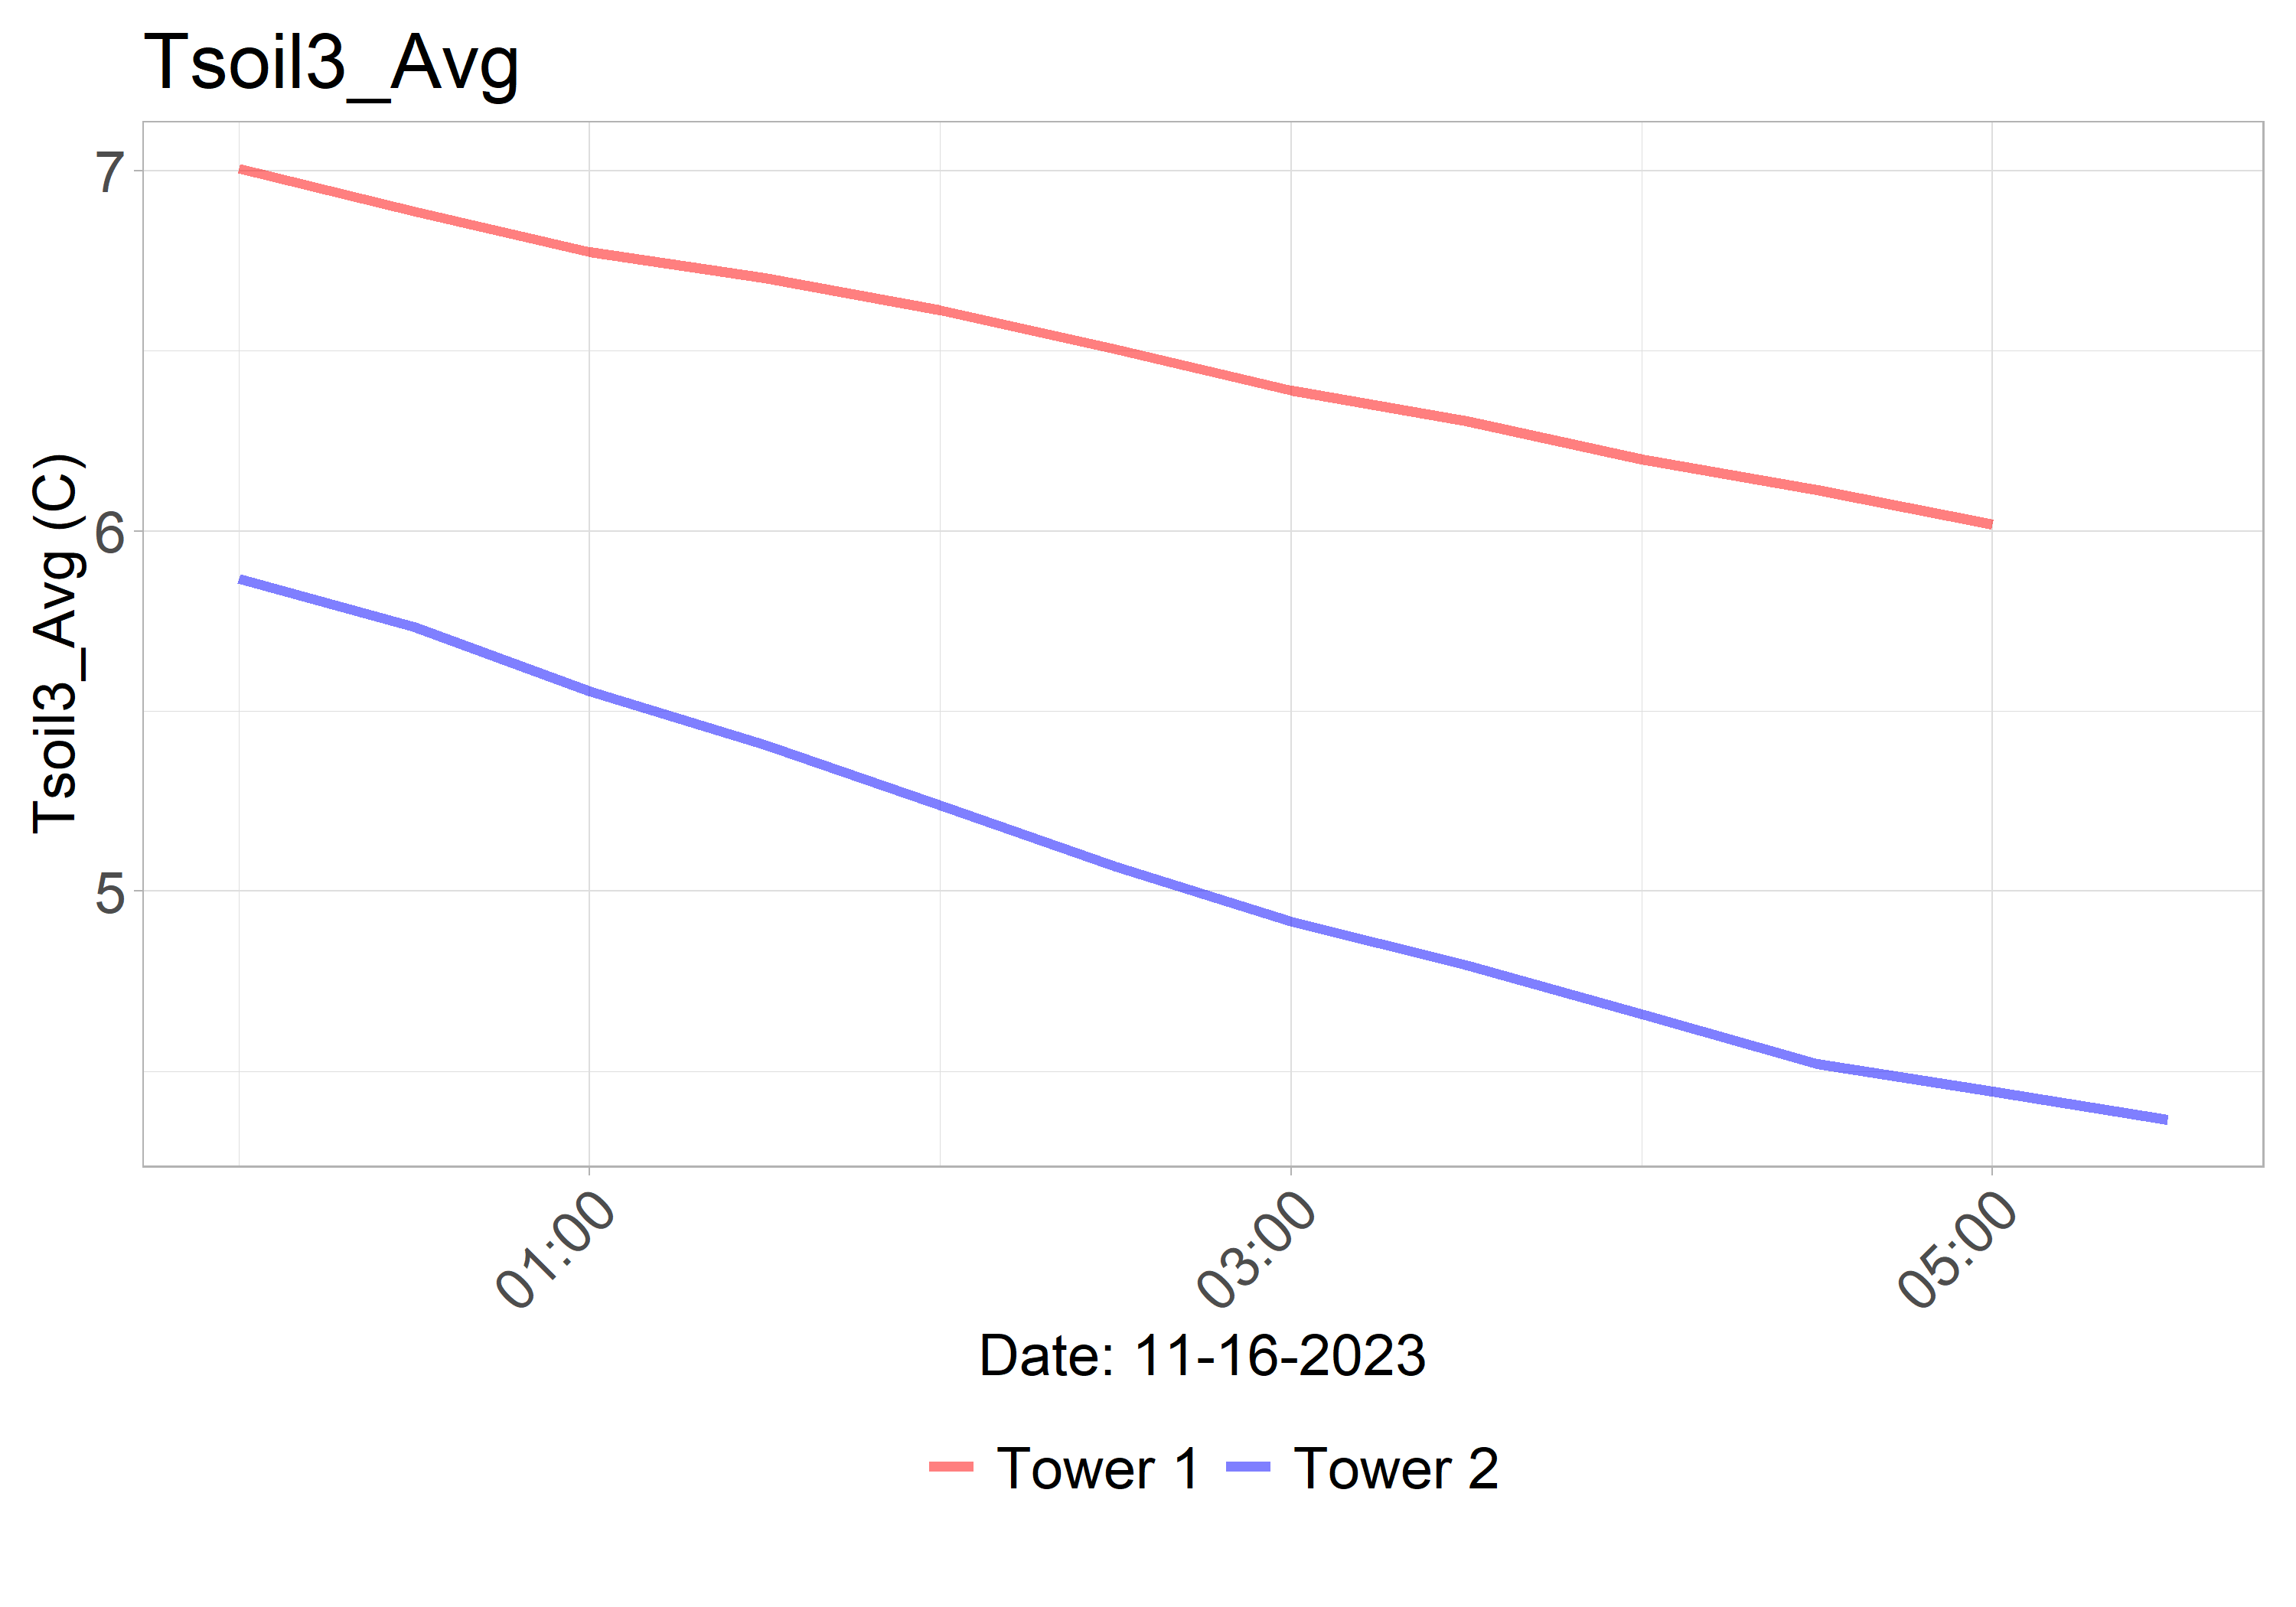 Tsoil3_Avg
Tsoil3_Avg (C)
7
6
5
01:00
03:00
05:00
Date: 11-16-2023
Tower 1
Tower 2